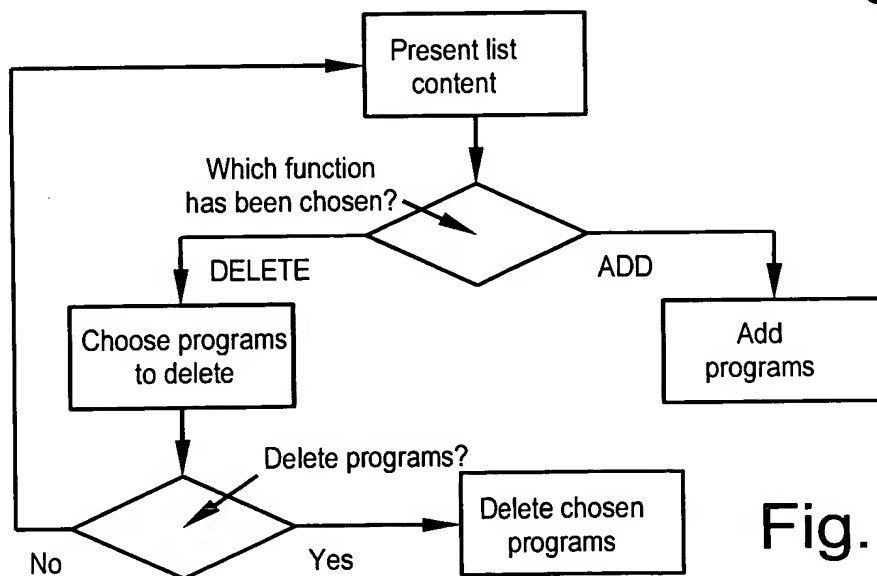 Present list
content
Which function
has been chosen?
DELETE
ADD
Choose programs
to delete
Add
programs
Delete programs?
Delete chosen
programs
No
Yes
Fig.